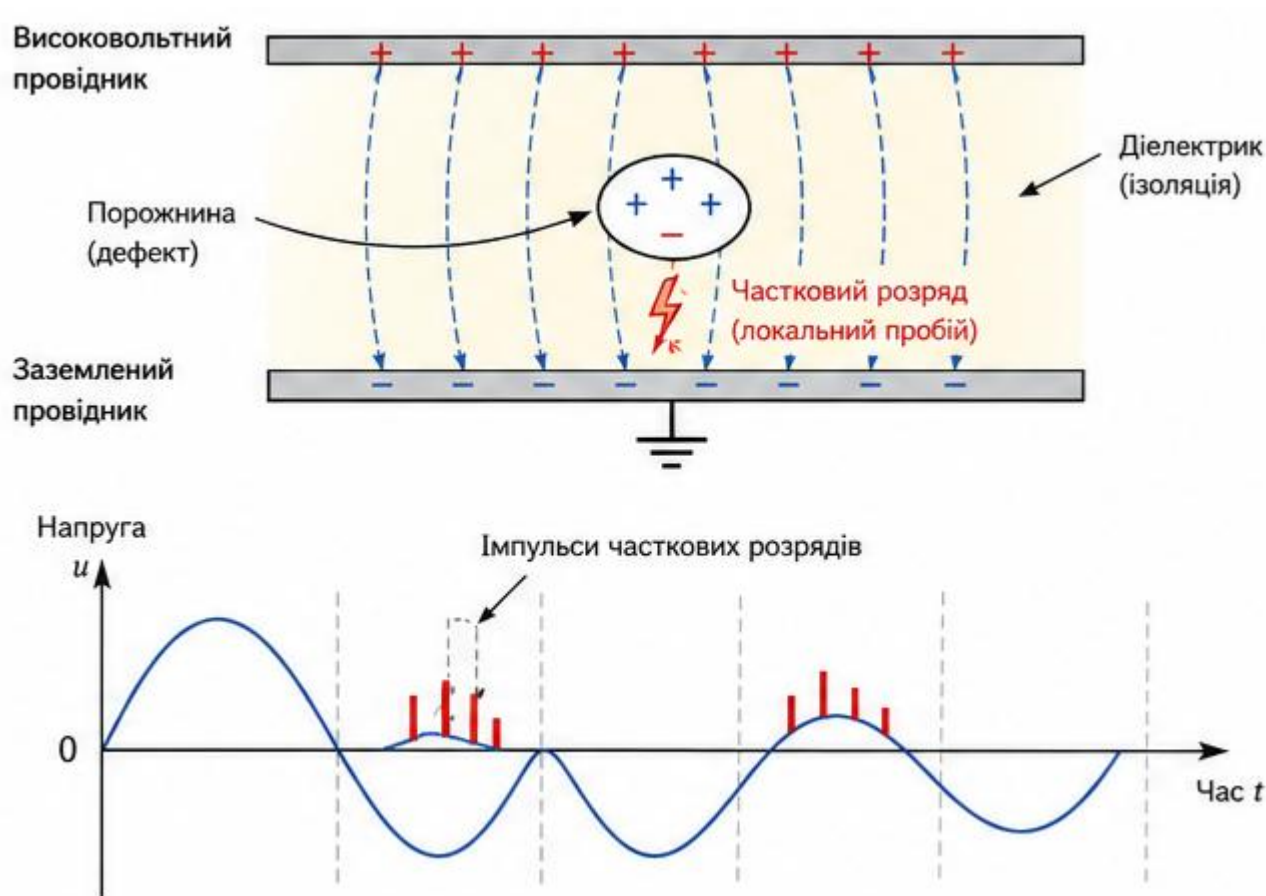 Високовольтний
провідник
+ + + + + + + +
Діелектрик
(ізоляція)
+
+ +
−
Порожнина
(дефект)
Частковий розряд
(локальний пробій)
Заземлений
провідник
− − − − − − − −
Напруга
u
Імпульси часткових розрядів
0
Час t